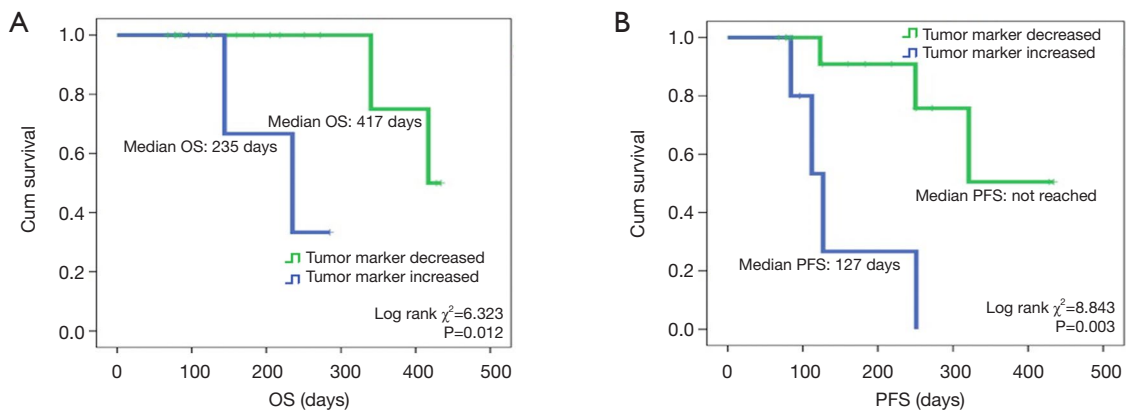 A
1.0
0.8
0.6
0.4
0.2
0.0
Cum survival
Median OS: 417 days
Median OS: 235 days
Tumor marker decreased
Tumor marker increased
Log rank χ²=6.323
P=0.012
0 100 200 300 400 500
OS (days)
B
1.0
0.8
0.6
0.4
0.2
0.0
Cum survival
Tumor marker decreased
Tumor marker increased
Median PFS: not reached
Median PFS: 127 days
Log rank χ²=8.843
P=0.003
0 100 200 300 400 500
PFS (days)